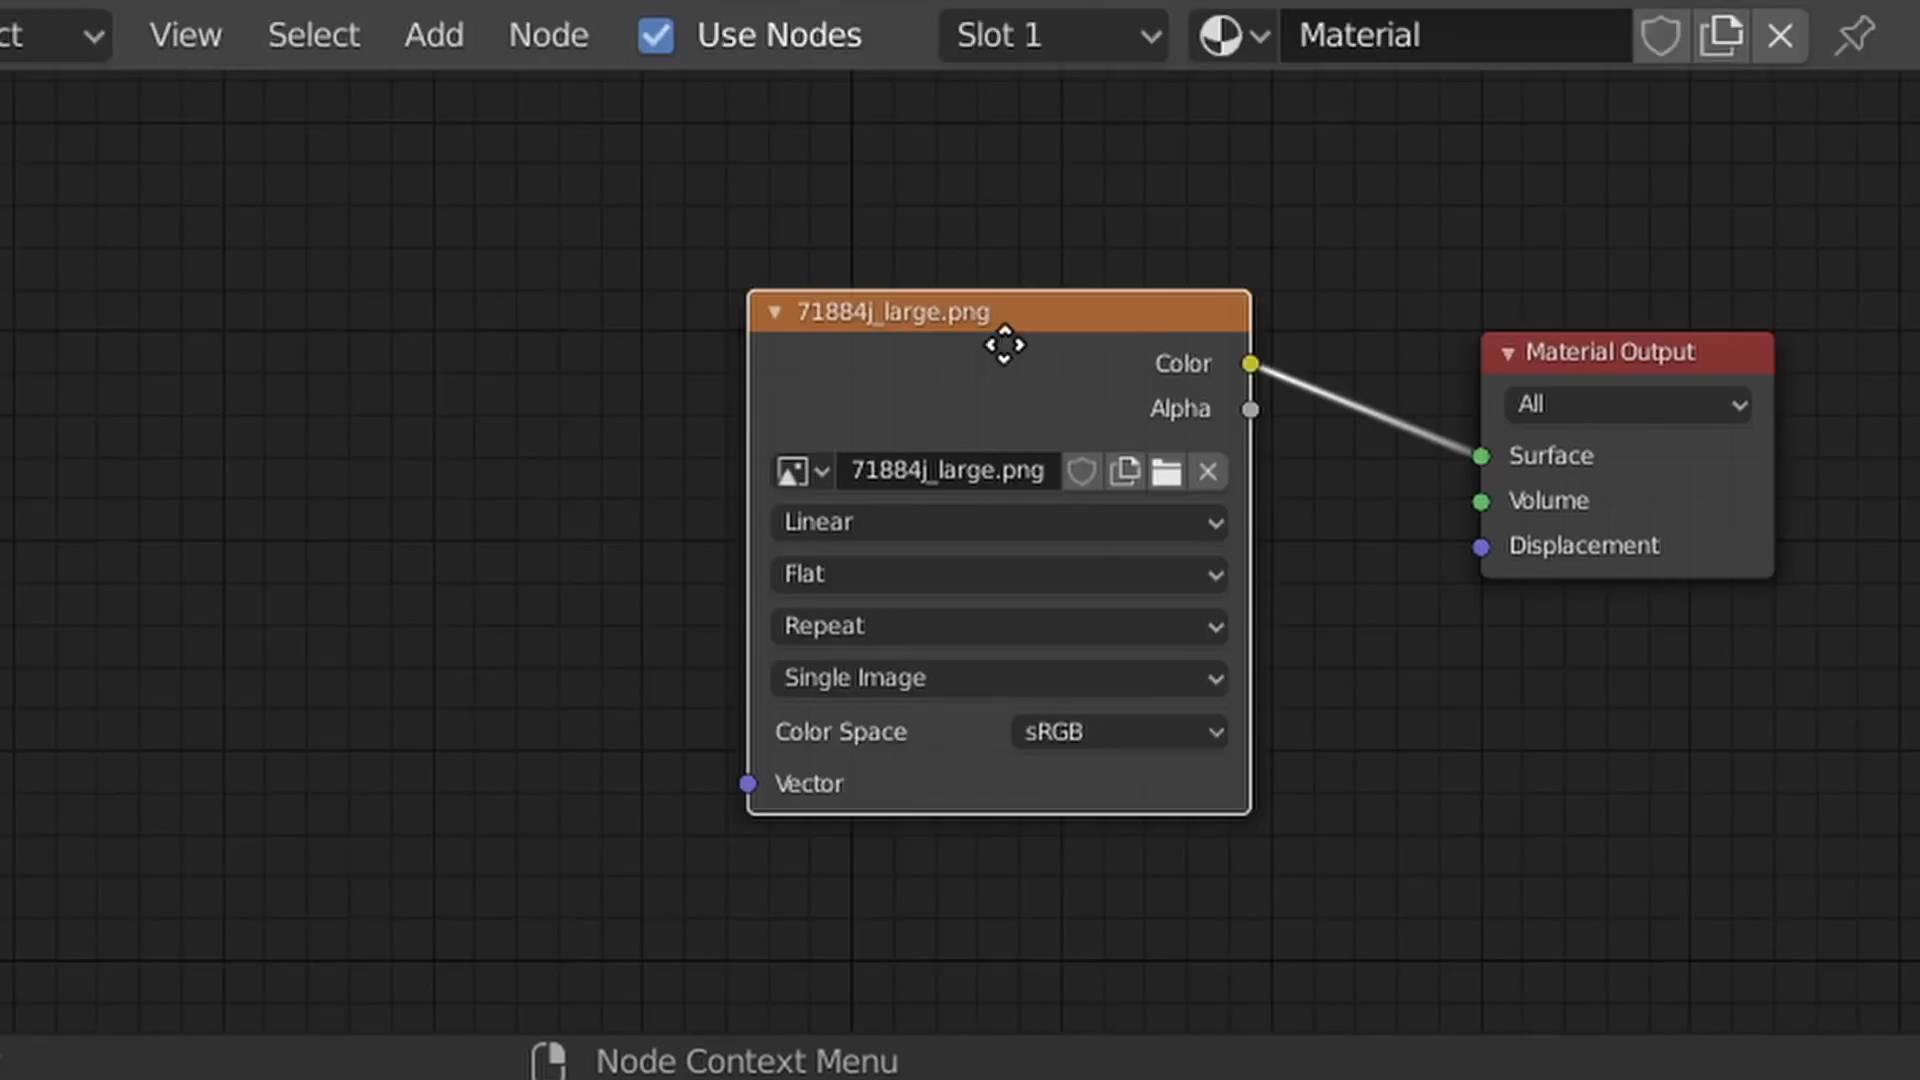 ct View Select Add Node Use Nodes Slot 1 Material
71884j_large.png
Color
Alpha
71884j_large.png
Linear
Flat
Repeat
Single Image
Color Space sRGB
Vector
Material Output
All
Surface
Volume
Displacement
Node Context Menu